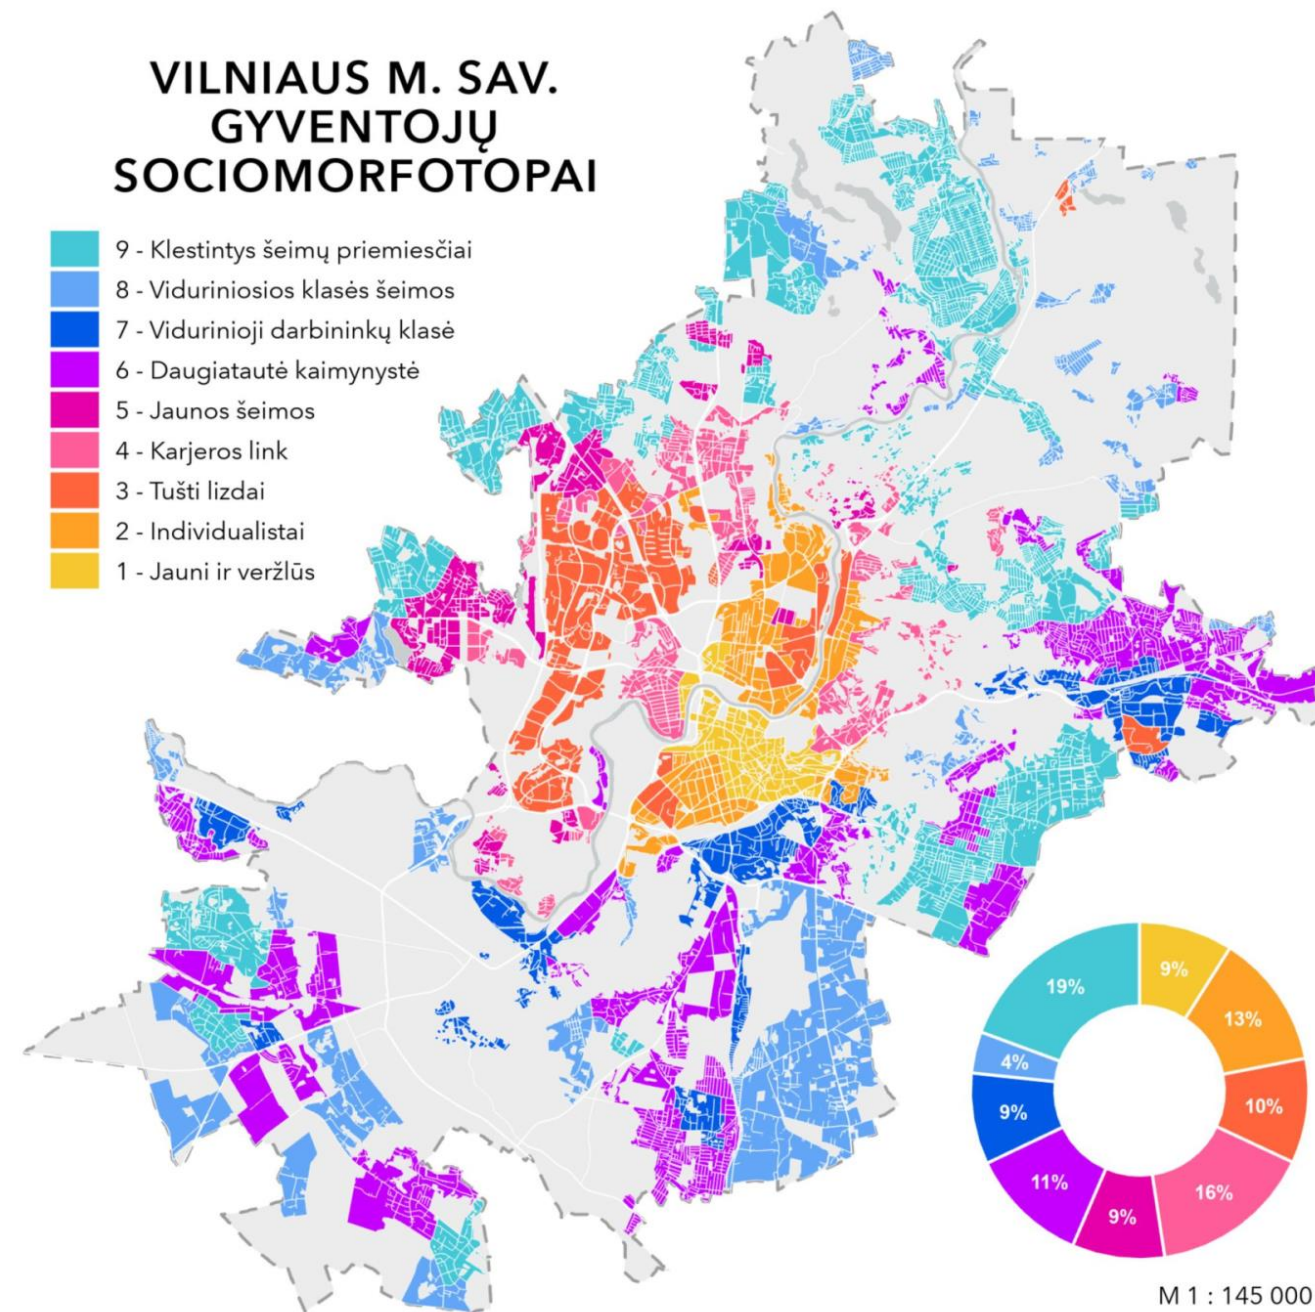 VILNIAUS M. SAV.
GYVENTOJŲ
SOCIOMORFOTOPAI
9 - Klestintys šeimų priemiesčiai
8 - Viduriniosios klasės šeimos
7 - Vidurinioji darbininkų klasė
6 - Daugiatautė kaimynystė
5 - Jaunos šeimos
4 - Karjeros link
3 - Tušti lizdai
2 - Individualistai
1 - Jauni ir veržlūs
9%
13%
10%
16%
9%
11%
9%
4%
19%
M 1 : 145 000